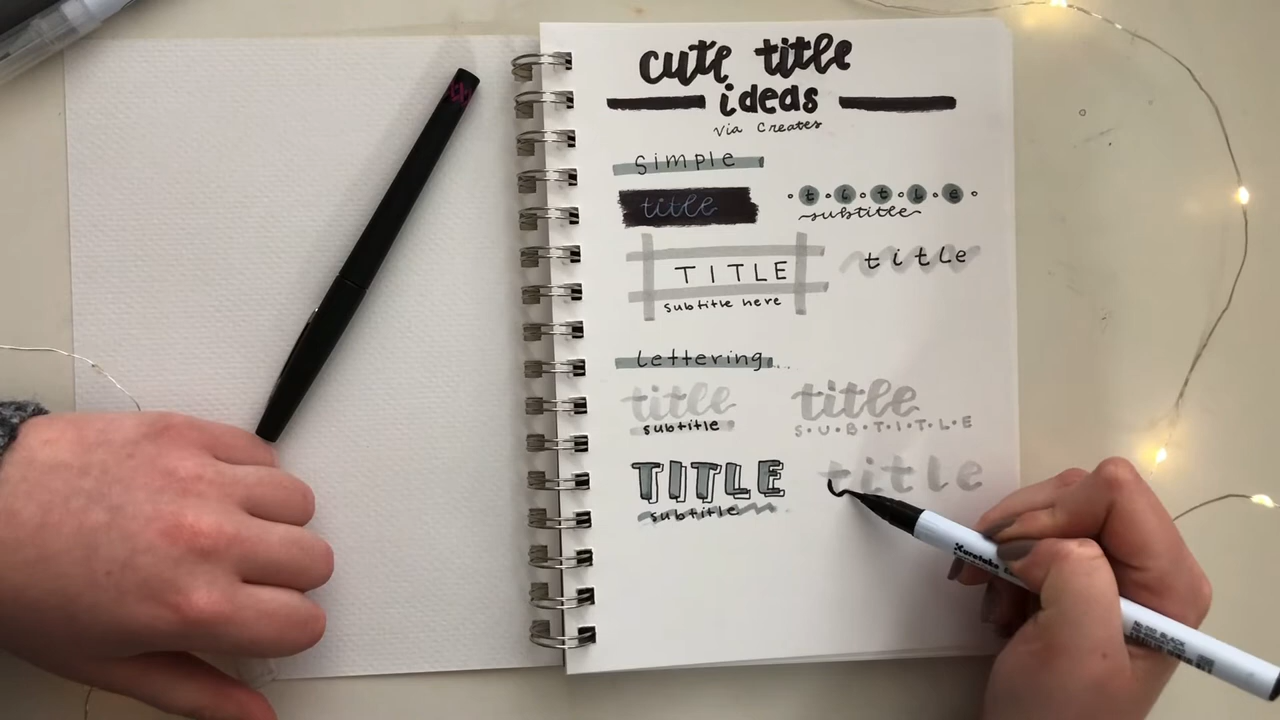 cute title
ideas
via Creates
simple
title
title
subtitle
TITLE
subtitle here
title
lettering...
title
subtitle
title
S•U•B•T•I•T•L•E
TITLE
subtitle
title
Kuretake